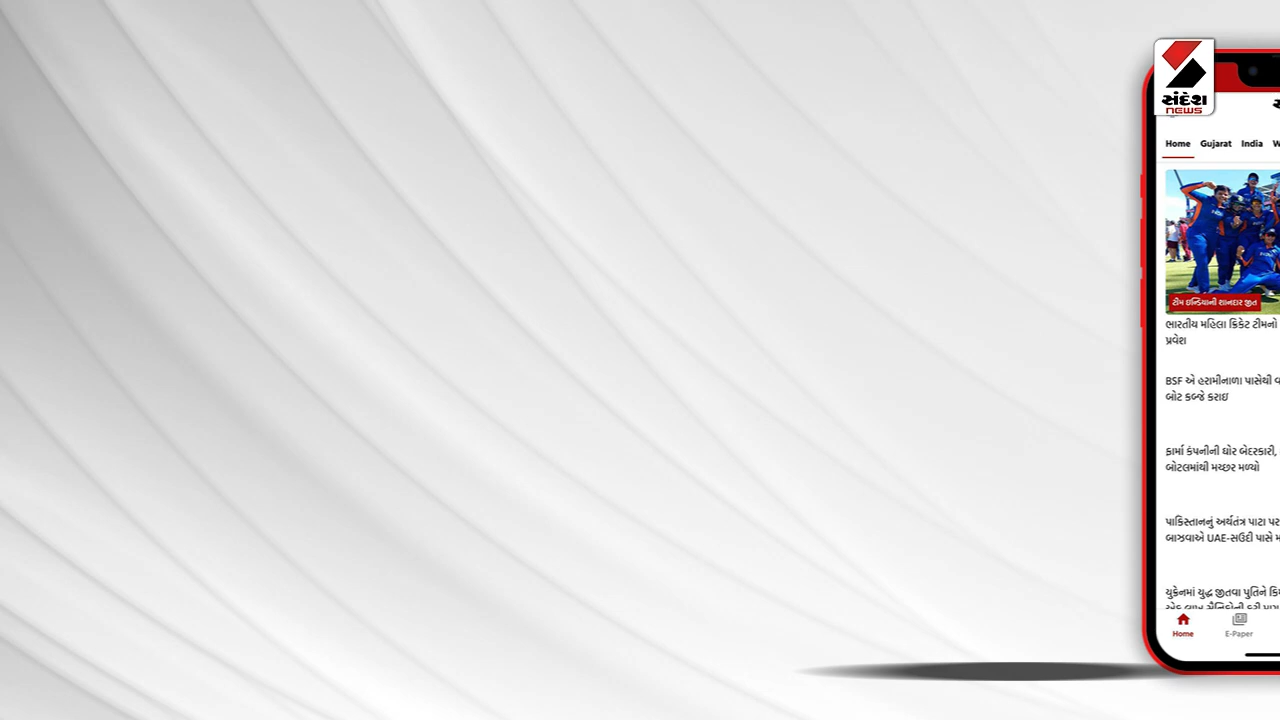 સંદેશ
NEWS
Home Gujarat India
ટીમ ઇન્ડિયાની શાનદાર જીત
ભારતીય મહિલા ક્રિકેટ ટીમનો
પ્રવેશ
BSF એ હરામીનાળા પાસેથી
બોટ કબ્જે કરાઇ
ફાર્મા કંપનીની ઘોર બેદરકારી,
બોટલમાંથી મચ્છર મળ્યો
પાકિસ્તાનનું અર્થતંત્ર પાટા પર
બાઝવાએ UAE-સઉદી પાસે
યુક્રેનમાં યુદ્ધ જીતવા પુતિને
Home E-Paper